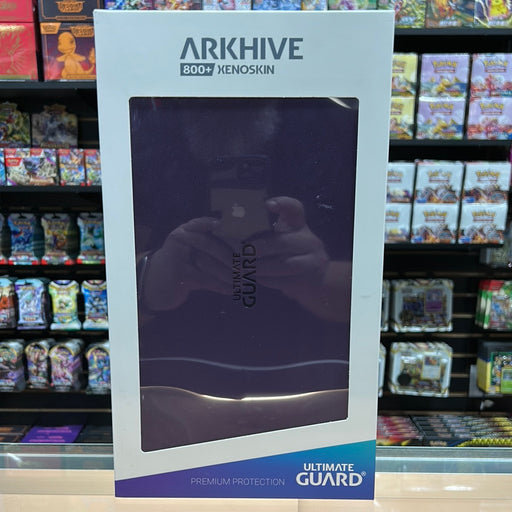 ARKHIVE
800+ XENOSKIN
ULTIMATE
GUARD
PREMIUM PROTECTION
ULTIMATE
GUARD®